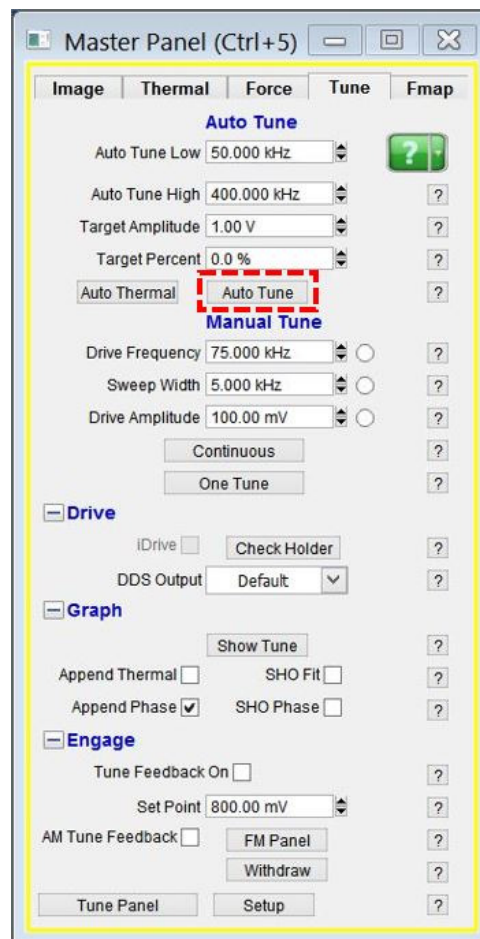 Master Panel (Ctrl+5)
Image Thermal Force Tune Fmap
Auto Tune
Auto Tune Low 50.000 kHz ?
Auto Tune High 400.000 kHz ?
Target Amplitude 1.00 V ?
Target Percent 0.0 % ?
Auto Thermal Auto Tune ?
Manual Tune
Drive Frequency 75.000 kHz ?
Sweep Width 5.000 kHz ?
Drive Amplitude 100.00 mV ?
Continuous ?
One Tune ?
Drive
iDrive Check Holder ?
DDS Output Default ?
Graph
Show Tune ?
Append Thermal SHO Fit ?
Append Phase SHO Phase ?
Engage
Tune Feedback On ?
Set Point 800.00 mV ?
AM Tune Feedback FM Panel ?
Withdraw ?
Tune Panel Setup ?